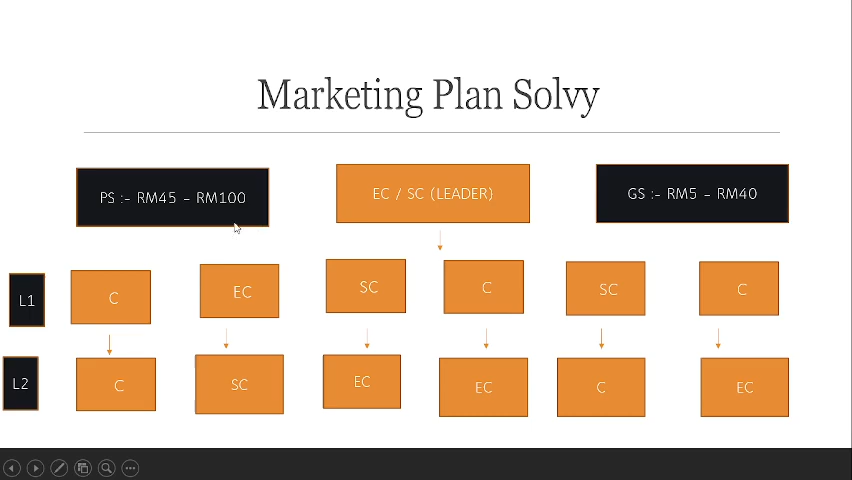 Marketing Plan Solvy
PS :- RM45 - RM100
EC / SC (LEADER)
GS :- RM5 - RM40
L1
C
EC
SC
C
SC
C
L2
C
SC
EC
EC
C
EC